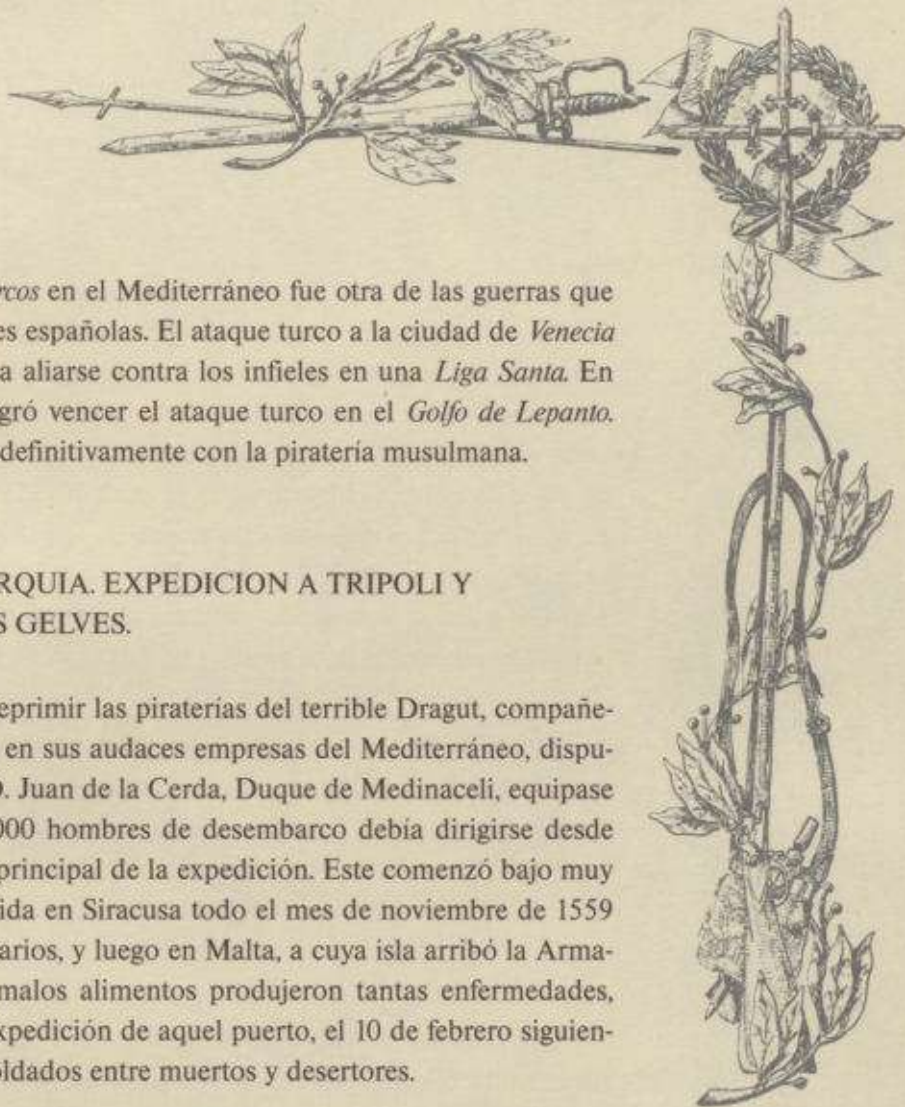 rcos en el Mediterráneo fue otra de las guerras que
es españolas. El ataque turco a la ciudad de Venecia
a aliarse contra los infieles en una Liga Santa. En
gró vencer el ataque turco en el Golfo de Lepanto.
definitivamente con la piratería musulmana.
RQUIA. EXPEDICION A TRIPOLI Y
S GELVES.
eprimir las piraterías del terrible Dragut, compañe-
en sus audaces empresas del Mediterráneo, dispu-
D. Juan de la Cerda, Duque de Medinaceli, equipase
000 hombres de desembarco debía dirigirse desde
principal de la expedición. Este comenzó bajo muy
ida en Siracusa todo el mes de noviembre de 1559
arios, y luego en Malta, a cuya isla arribó la Arma-
malos alimentos produjeron tantas enfermedades,
xpedición de aquel puerto, el 10 de febrero siguien-
oldados entre muertos y desertores.